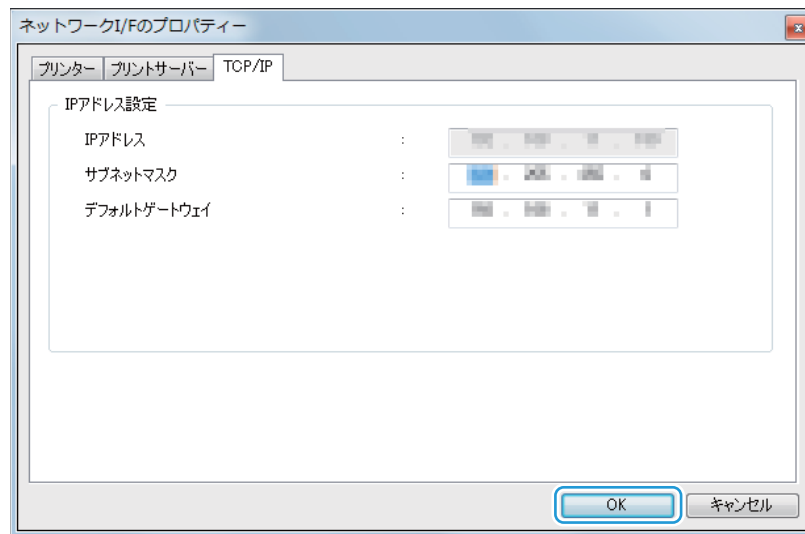 ネットワークI/Fのプロパティー
プリンター プリントサーバー TCP/IP
IPアドレス設定
IPアドレス :
サブネットマスク :
デフォルトゲートウェイ :
OK キャンセル